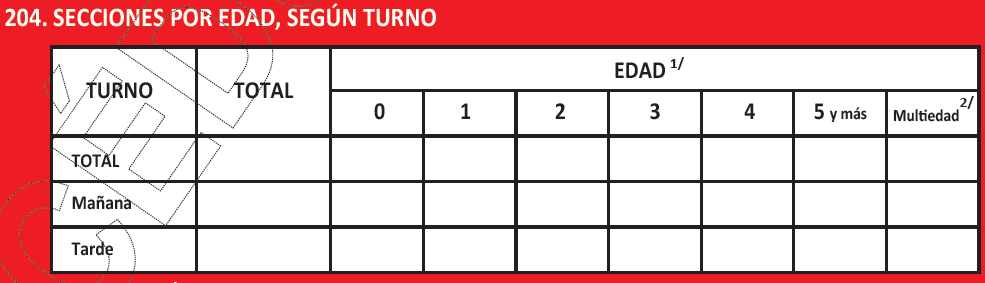 204. SECCIONES POR EDAD, SEGÚN TURNO
TURNO TOTAL EDAD 1/
0 1 2 3 4 5 y más Multiedad 2/
TOTAL
Mañana
Tarde